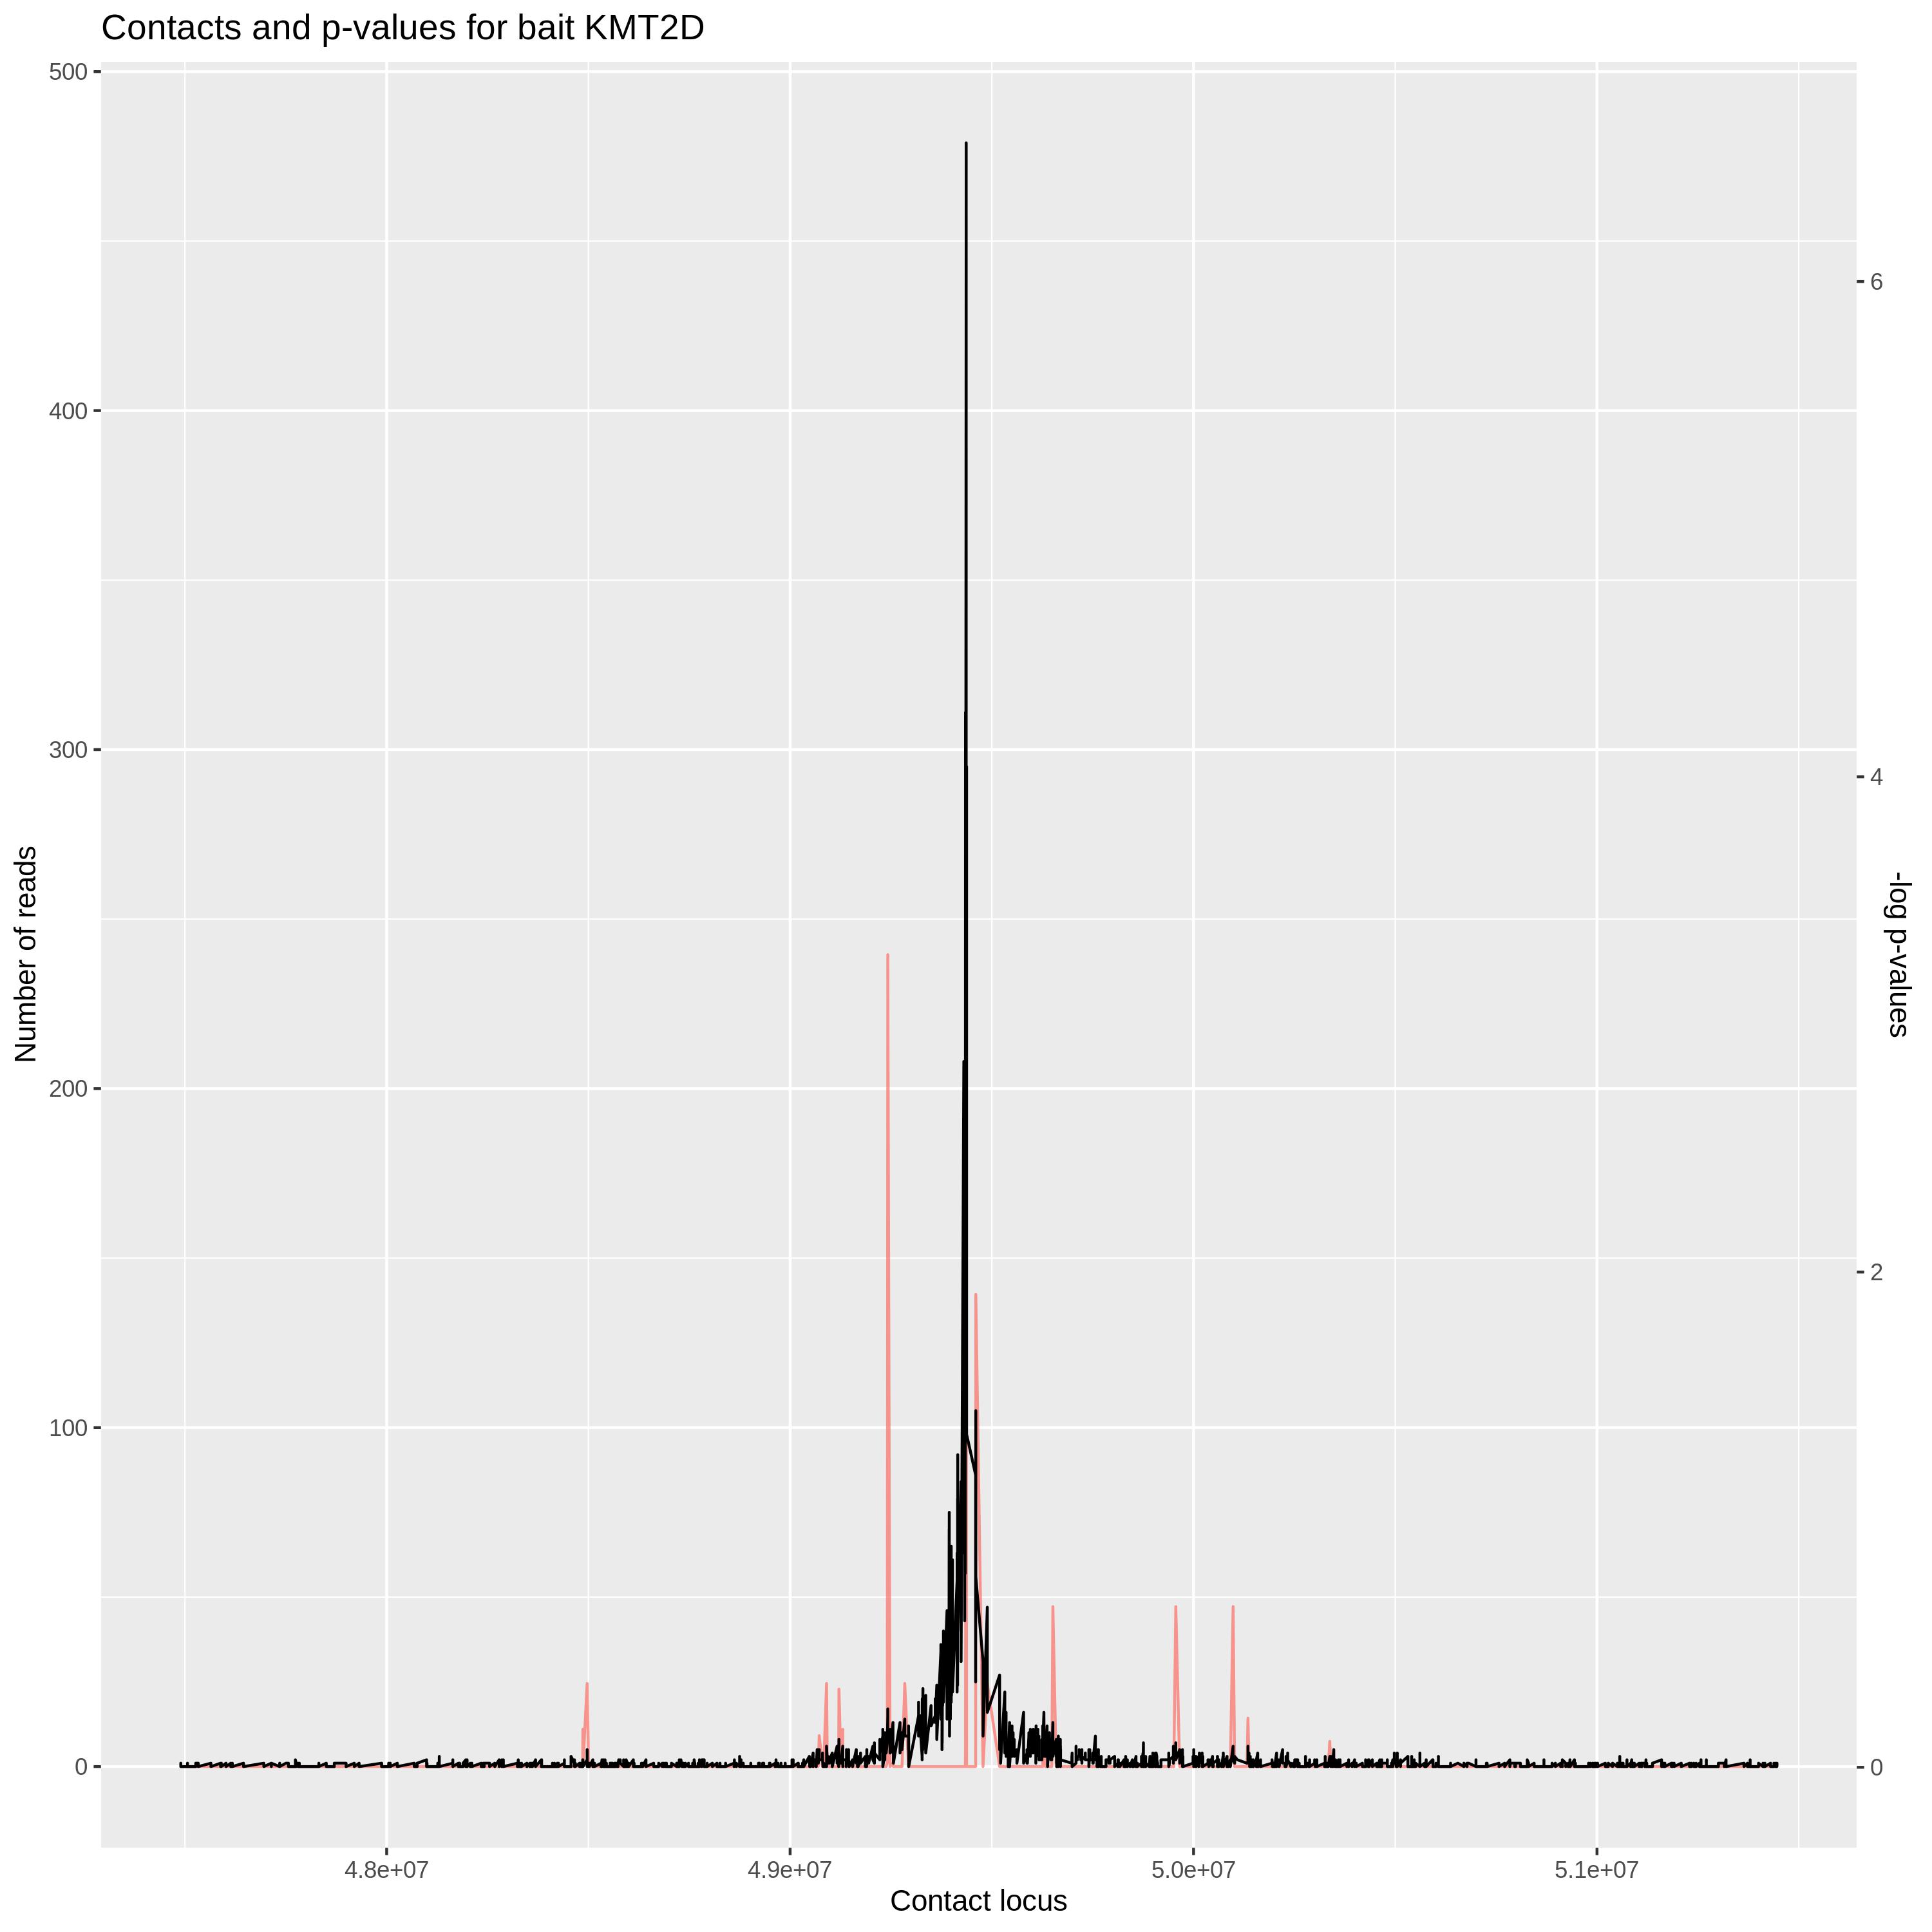 Contacts and p-values for bait KMT2D
500
400
300
200
100
0
Number of reads
6
4
2
0
-log p-values
4.8e+07
4.9e+07
5.0e+07
5.1e+07
Contact locus